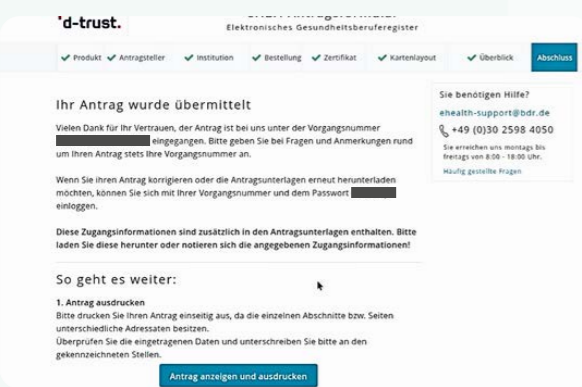 d-trust.
Elektronisches Gesundheitsberuferegister
Produkt Antragsteller Institution Bestellung Zertifikat Kartenlayout Überblick Abschluss
Ihr Antrag wurde übermittelt
Vielen Dank für Ihr Vertrauen, der Antrag ist bei uns unter der Vorgangsnummer
eingegangen. Bitte geben Sie bei Fragen und Anmerkungen rund
um Ihren Antrag stets Ihre Vorgangsnummer an.
Wenn Sie ihren Antrag korrigieren oder die Antragsunterlagen erneut herunterladen
möchten, können Sie sich mit Ihrer Vorgangsnummer und dem Passwort
einloggen.
Diese Zugangsinformationen sind zusätzlich in den Antragsunterlagen enthalten. Bitte
laden Sie diese herunter oder notieren sich die angegebenen Zugangsinformationen!
So geht es weiter:
1. Antrag ausdrucken
Bitte drucken Sie Ihren Antrag einseitig aus, da die einzelnen Abschnitte bzw. Seiten
unterschiedliche Adressaten besitzen.
Überprüfen Sie die eingetragenen Daten und unterschreiben Sie bitte an den
gekennzeichneten Stellen.
Antrag anzeigen und ausdrucken
Sie benötigen Hilfe?
ehealth-support@bdr.de
+49 (0)30 2598 4050
Sie erreichen uns montags bis
freitags von 8:00 - 18:00 Uhr.
Häufig gestellte Fragen